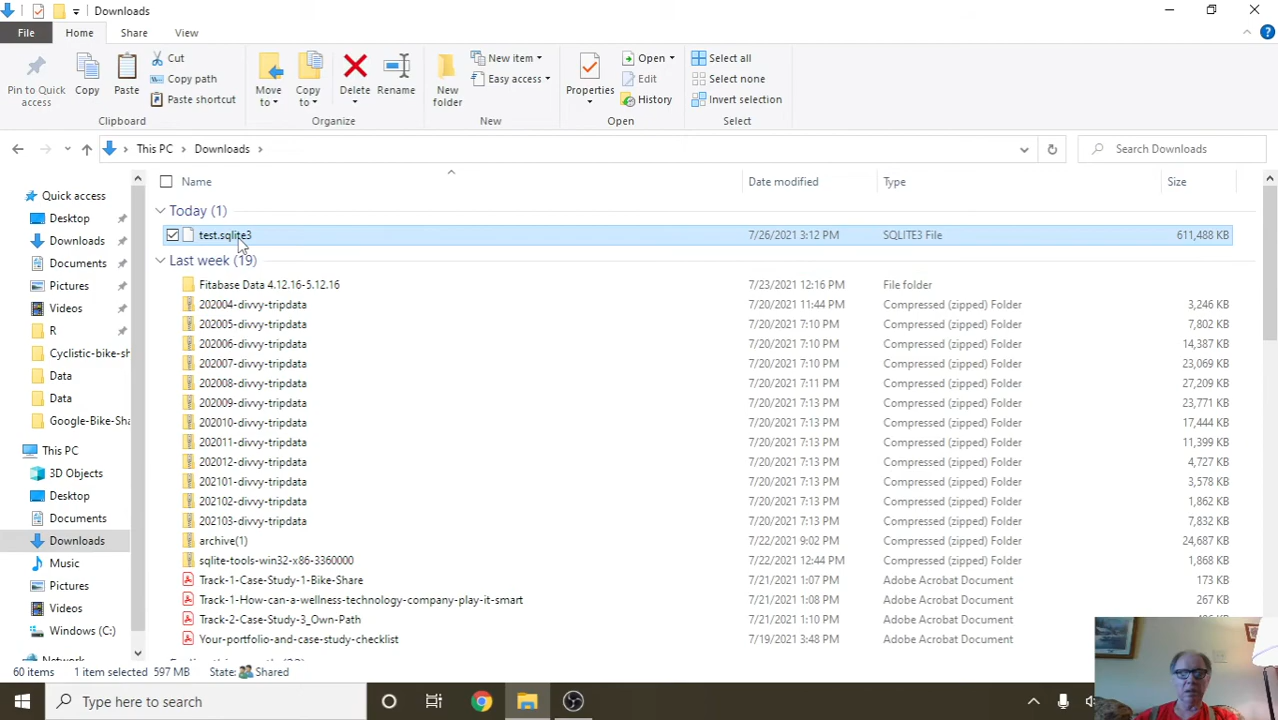 Downloads
File Home Share View
Pin to Quick access
Copy
Paste
Cut
Copy path
Paste shortcut
Clipboard
Move to
Copy to
Delete
Rename
Organize
New folder
New item
Easy access
New
Properties
Open
Edit
History
Open
Select all
Select none
Invert selection
Select
This PC Downloads
Search Downloads
Quick access
Desktop
Downloads
Documents
Pictures
Videos
R
Cyclistic-bike-sh
Data
Data
Google-Bike-Sha
This PC
3D Objects
Desktop
Documents
Downloads
Music
Pictures
Videos
Windows (C:)
Name Date modified Type Size
Today (1)
test.sqlite3 7/26/2021 3:12 PM SQLITE3 File 611,488 KB
Last week (19)
Fitabase Data 4.12.16-5.12.16 7/23/2021 12:16 PM File folder
202004-divvy-tripdata 7/20/2021 11:44 PM Compressed (zipped) Folder 3,246 KB
202005-divvy-tripdata 7/20/2021 7:10 PM Compressed (zipped) Folder 7,802 KB
202006-divvy-tripdata 7/20/2021 7:10 PM Compressed (zipped) Folder 14,387 KB
202007-divvy-tripdata 7/20/2021 7:10 PM Compressed (zipped) Folder 23,069 KB
202008-divvy-tripdata 7/20/2021 7:11 PM Compressed (zipped) Folder 27,209 KB
202009-divvy-tripdata 7/20/2021 7:13 PM Compressed (zipped) Folder 23,771 KB
202010-divvy-tripdata 7/20/2021 7:13 PM Compressed (zipped) Folder 17,444 KB
202011-divvy-tripdata 7/20/2021 7:13 PM Compressed (zipped) Folder 11,399 KB
202012-divvy-tripdata 7/20/2021 7:13 PM Compressed (zipped) Folder 4,727 KB
202101-divvy-tripdata 7/20/2021 7:13 PM Compressed (zipped) Folder 3,578 KB
202102-divvy-tripdata 7/20/2021 7:13 PM Compressed (zipped) Folder 1,862 KB
202103-divvy-tripdata 7/20/2021 7:13 PM Compressed (zipped) Folder 7,832 KB
archive(1) 7/22/2021 9:02 PM Compressed (zipped) Folder 24,687 KB
sqlite-tools-win32-x86-3360000 7/22/2021 12:44 PM Compressed (zipped) Folder 1,868 KB
Track-1-Case-Study-1-Bike-Share 7/21/2021 1:07 PM Adobe Acrobat Document 173 KB
Track-1-How-can-a-wellness-technology-company-play-it-smart 7/21/2021 1:08 PM Adobe Acrobat Document 267 KB
Track-2-Case-Study-3_Own-Path 7/21/2021 1:10 PM Adobe Acrobat Document KB
Your-portfolio-and-case-study-checklist 7/19/2021 3:48 PM Adobe Acrobat Document
60 items 1 item selected 597 MB State: Shared
Type here to search